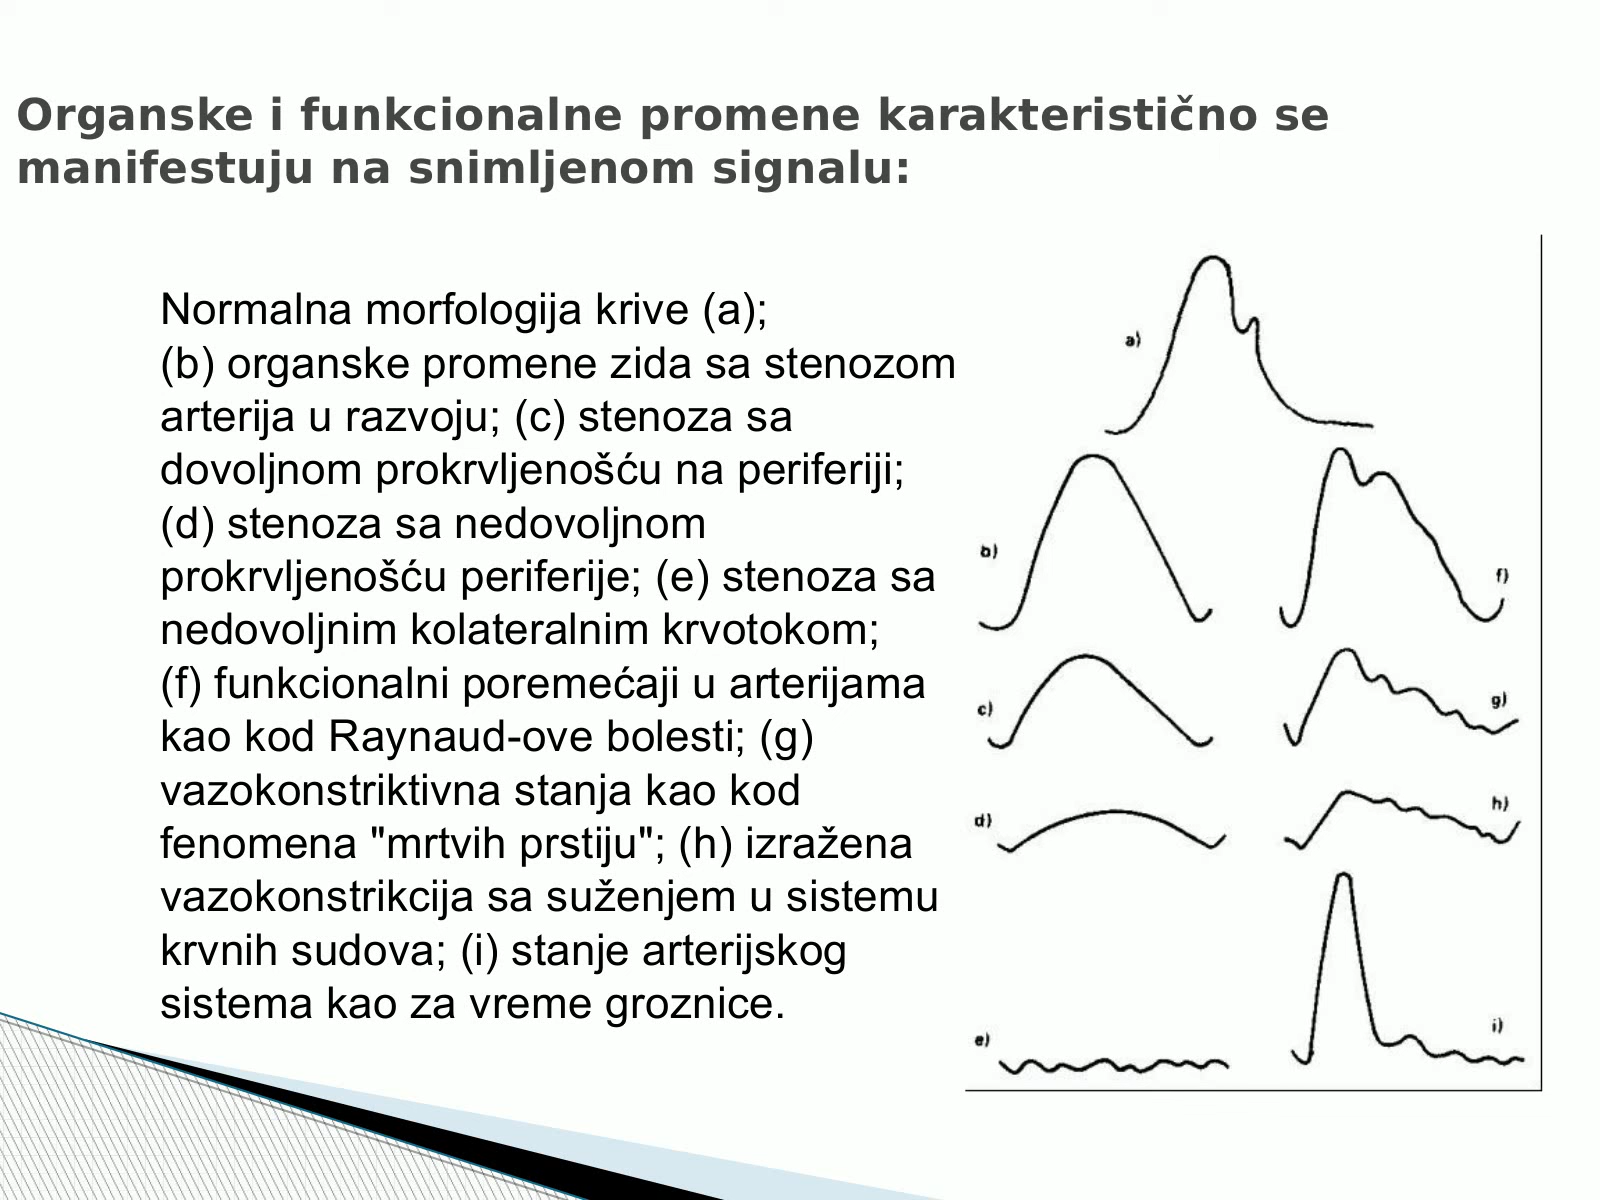 Organske i funkcionalne promene karakteristično se
manifestuju na snimljenom signalu:
Normalna morfologija krive (a);
(b) organske promene zida sa stenozom
arterija u razvoju; (c) stenoza sa
dovoljnom prokrvljenošću na periferiji;
(d) stenoza sa nedovoljnom
prokrvljenošću periferije; (e) stenoza sa
nedovoljnim kolateralnim krvotokom;
(f) funkcionalni poremećaji u arterijama
kao kod Raynaud-ove bolesti; (g)
vazokonstriktivna stanja kao kod
fenomena "mrtvih prstiju"; (h) izražena
vazokonstrikcija sa suženjem u sistemu
krvnih sudova; (i) stanje arterijskog
sistema kao za vreme groznice.
a)
b)
f)
c)
g)
d)
h)
e)
i)